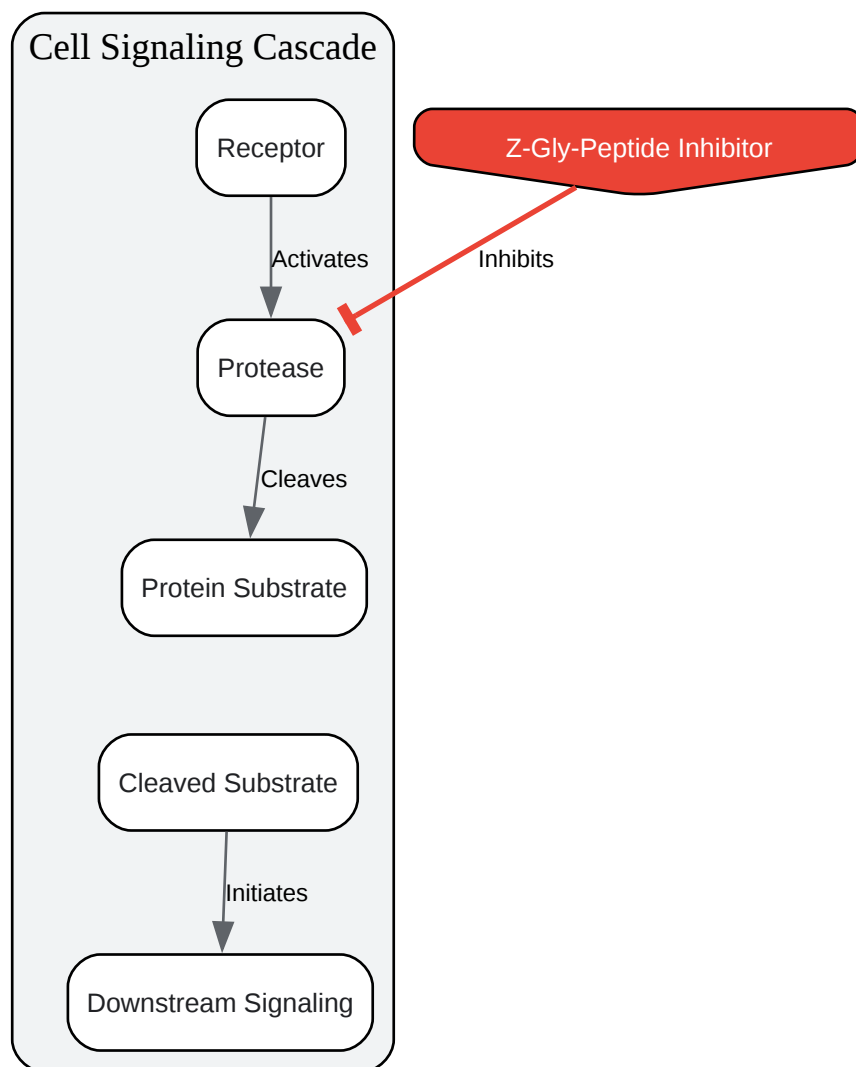 Cell Signaling Cascade
Receptor
Z-Gly-Peptide Inhibitor
Activates
Inhibits
Protease
Cleaves
Protein Substrate
Cleaved Substrate
Initiates
Downstream Signaling